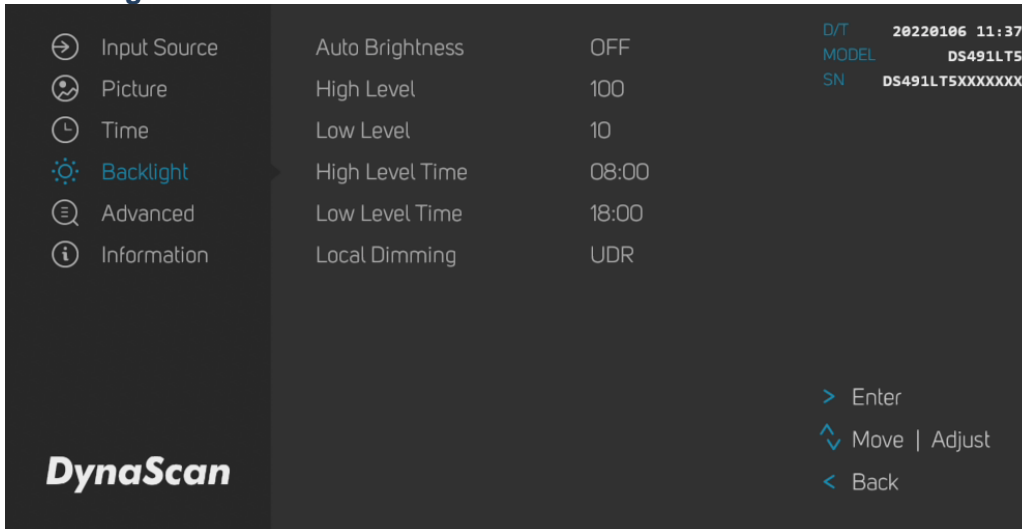 Input Source
Picture
Time
Backlight
Advanced
Information
DynaScan
Auto Brightness OFF
High Level 100
Low Level 10
High Level Time 08:00
Low Level Time 18:00
Local Dimming UDR
D/T 20220106 11:37
MODEL DS491LT5
SN DS491LT5XXXXXXX
> Enter
Move | Adjust
< Back